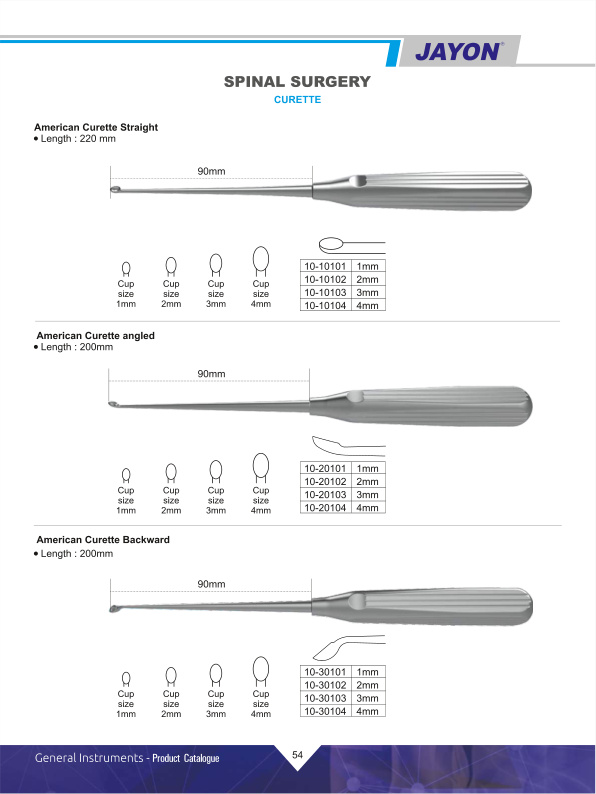 JAYON®
SPINAL SURGERY
CURETTE
American Curette Straight
• Length : 220 mm
90mm
Cup size 1mm
Cup size 2mm
Cup size 3mm
Cup size 4mm
10-10101 1mm
10-10102 2mm
10-10103 3mm
10-10104 4mm
American Curette angled
• Length : 200mm
90mm
Cup size 1mm
Cup size 2mm
Cup size 3mm
Cup size 4mm
10-20101 1mm
10-20102 2mm
10-20103 3mm
10-20104 4mm
American Curette Backward
• Length : 200mm
90mm
Cup size 1mm
Cup size 2mm
Cup size 3mm
Cup size 4mm
10-30101 1mm
10-30102 2mm
10-30103 3mm
10-30104 4mm
General Instruments - Product Catalogue
54